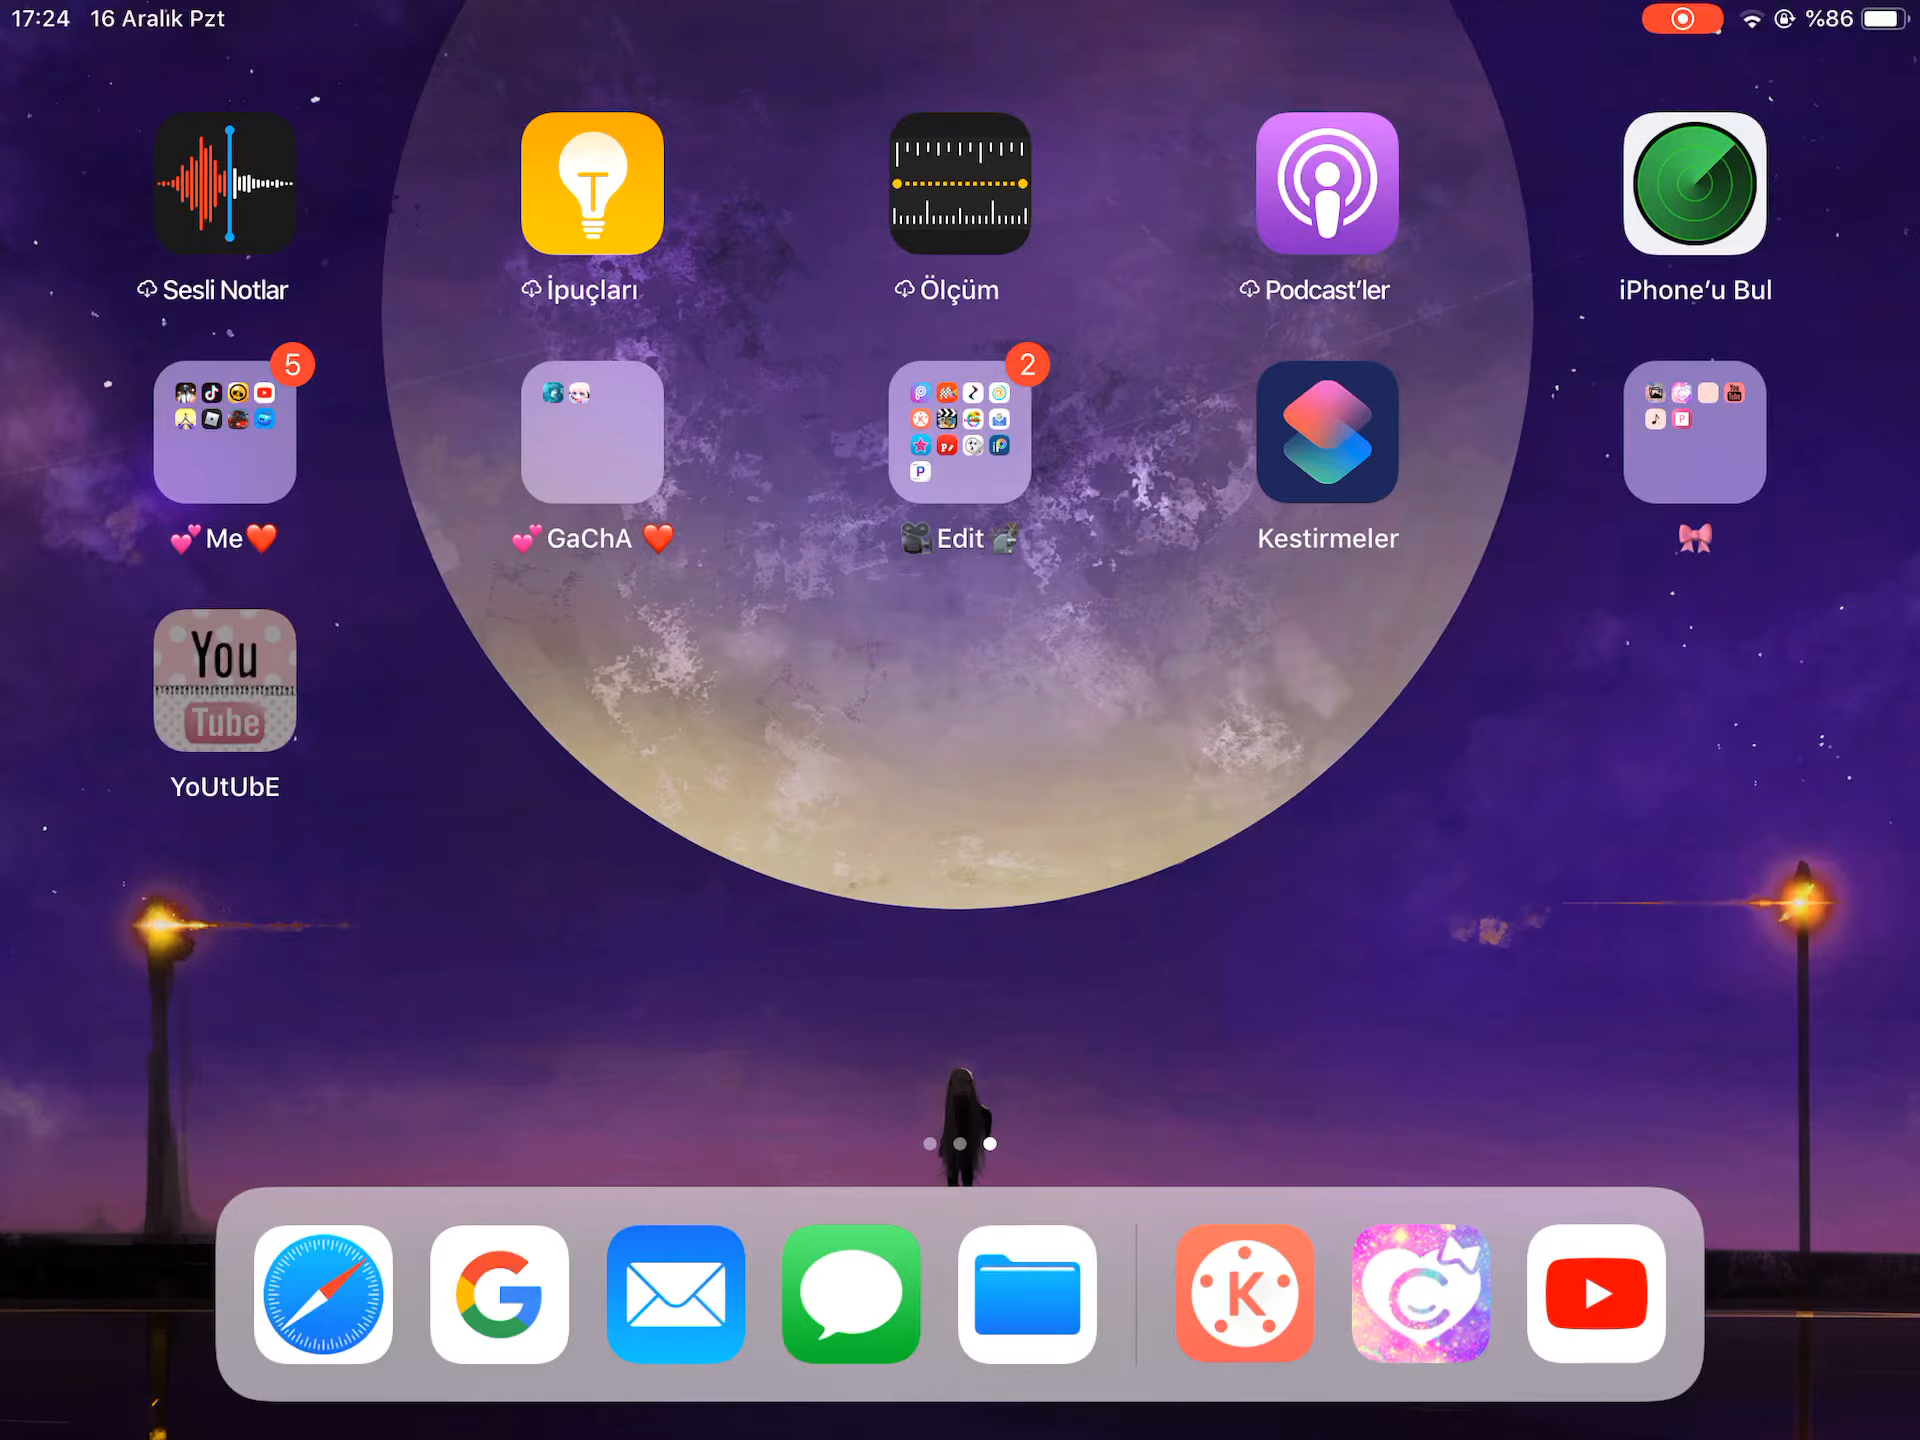 17:24 16 Aralık Pzt %86
Sesli Notlar İpuçları Ölçüm Podcast'ler iPhone'u Bul
5 2
💕Me❤️ 💕 GaChA ❤️ 🎥Edit Kestirmeler 🎀
You
Tube
YoUtUbE